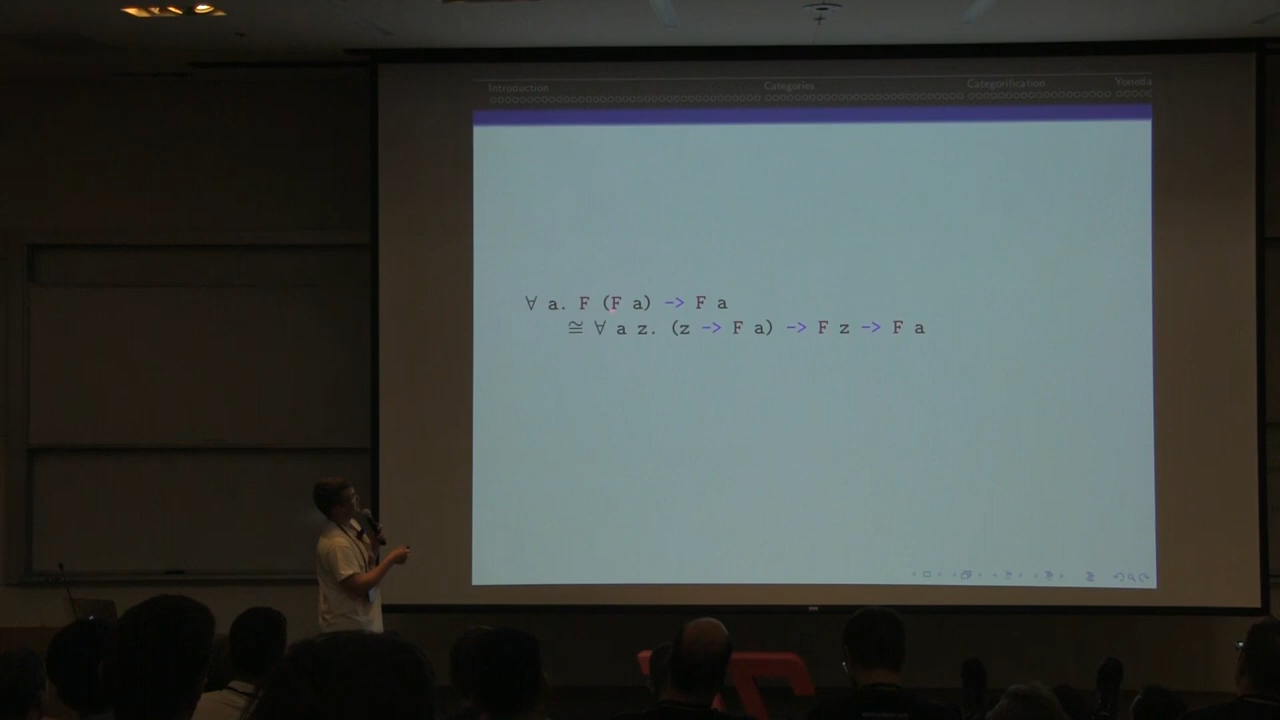 Introduction Categories Categorification Yoneda
∀ a. F (F a) -> F a
≅ ∀ a z. (z -> F a) -> F z -> F a